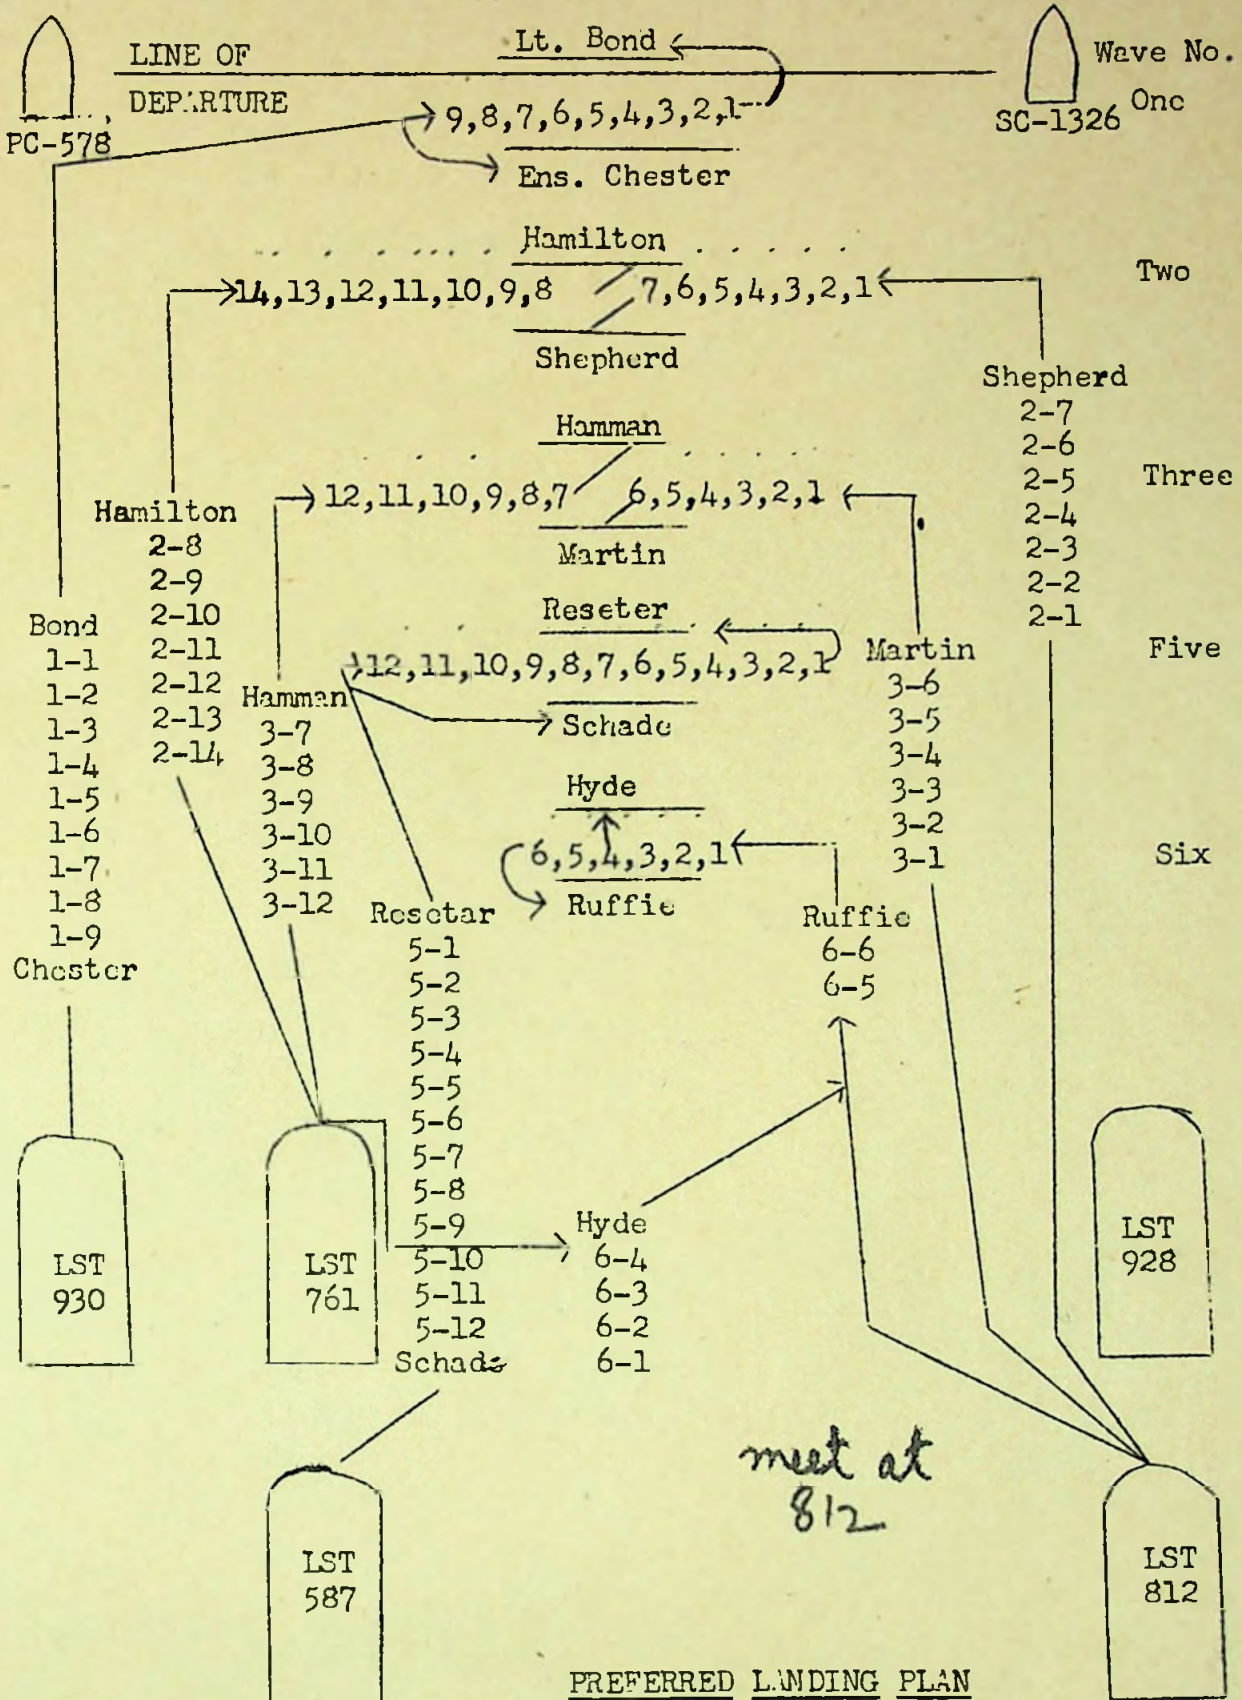 LINE OF
DEPARTURE
PC-578
Lt. Bond
9,8,7,6,5,4,3,2,1
Ens. Chester
SC-1326
Wave No.
One
Hamilton
14,13,12,11,10,9,8 7,6,5,4,3,2,1
Shepherd
Two
Hamman
12,11,10,9,8,7 6,5,4,3,2,1
Martin
Three
Reseter
12,11,10,9,8,7,6,5,4,3,2,1
Schade
Five
Hyde
6,5,4,3,2,1
Ruffie
Six
Bond
1-1
1-2
1-3
1-4
1-5
1-6
1-7
1-8
1-9
Chester
Hamilton
2-8
2-9
2-10
2-11
2-12
2-13
2-14
Hamman
3-7
3-8
3-9
3-10
3-11
3-12
Resetar
5-1
5-2
5-3
5-4
5-5
5-6
5-7
5-8
5-9
5-10
5-11
5-12
Schade
Hyde
6-4
6-3
6-2
6-1
Ruffie
6-6
6-5
Martin
3-6
3-5
3-4
3-3
3-2
3-1
Shepherd
2-7
2-6
2-5
2-4
2-3
2-2
2-1
LST
930
LST
761
LST
928
LST
587
LST
812
meet at
812
PREFERRED LANDING PLAN